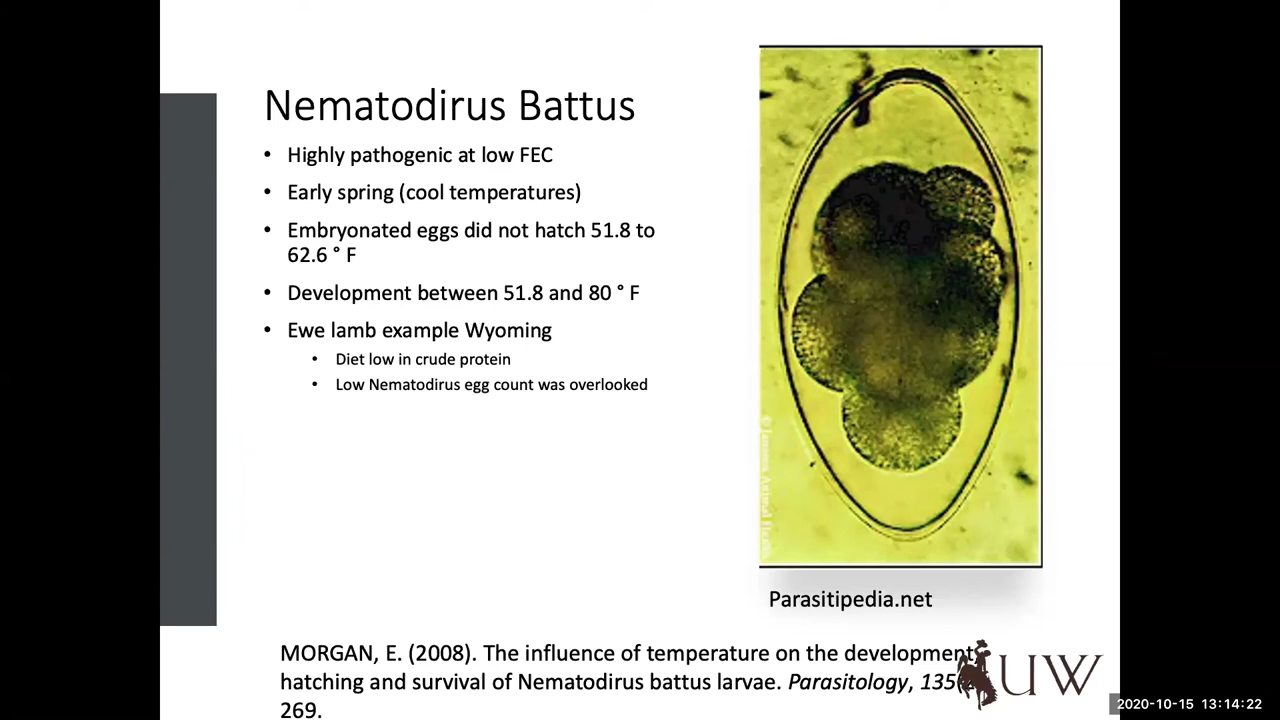 Nematodirus Battus
• Highly pathogenic at low FEC
• Early spring (cool temperatures)
• Embryonated eggs did not hatch 51.8 to
62.6 ° F
• Development between 51.8 and 80 ° F
• Ewe lamb example Wyoming
• Diet low in crude protein
• Low Nematodirus egg count was overlooked
Parasitipedia.net
MORGAN, E. (2008). The influence of temperature on the development
hatching and survival of Nematodirus battus larvae. Parasitology, 135
269.
UW
2020-10-15 13:14:22